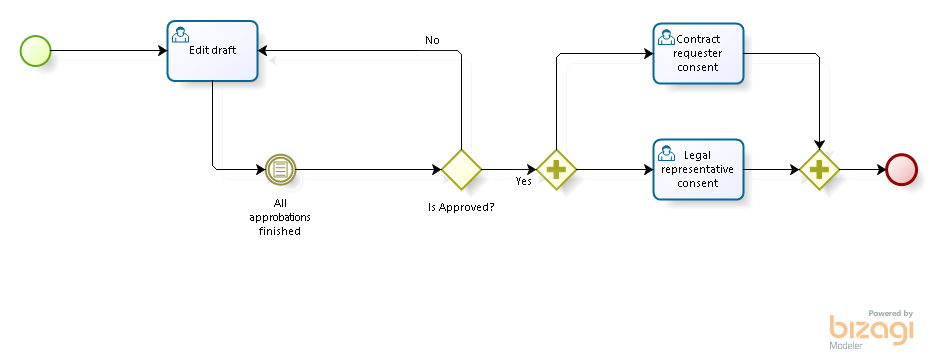 Edit draft
No
Contract
requester
consent
All
approbations
finished
Is Approved?
Yes
Legal
representative
consent
Powered by
bizagi
Modeler